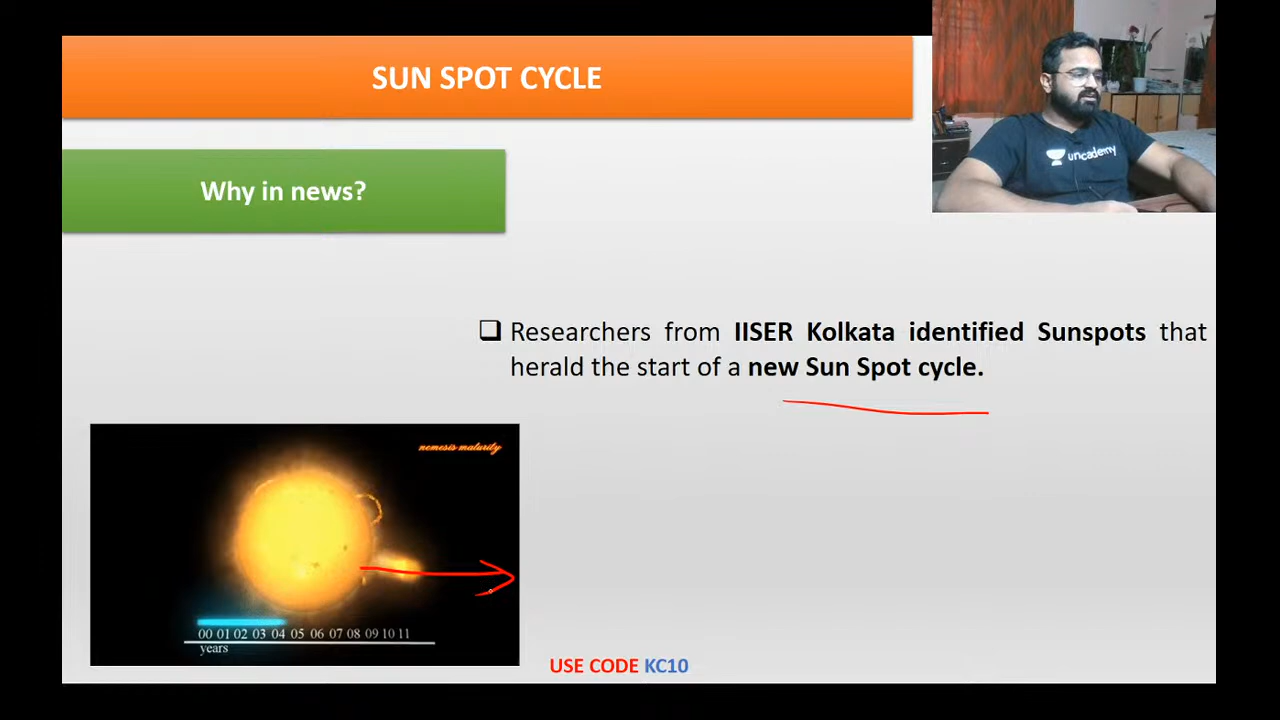 SUN SPOT CYCLE
unacademy
Why in news?
Researchers from IISER Kolkata identified Sunspots that
herald the start of a new Sun Spot cycle.
nemesis maturity
00 01 02 03 04 05 06 07 08 09 10 11
years
USE CODE KC10